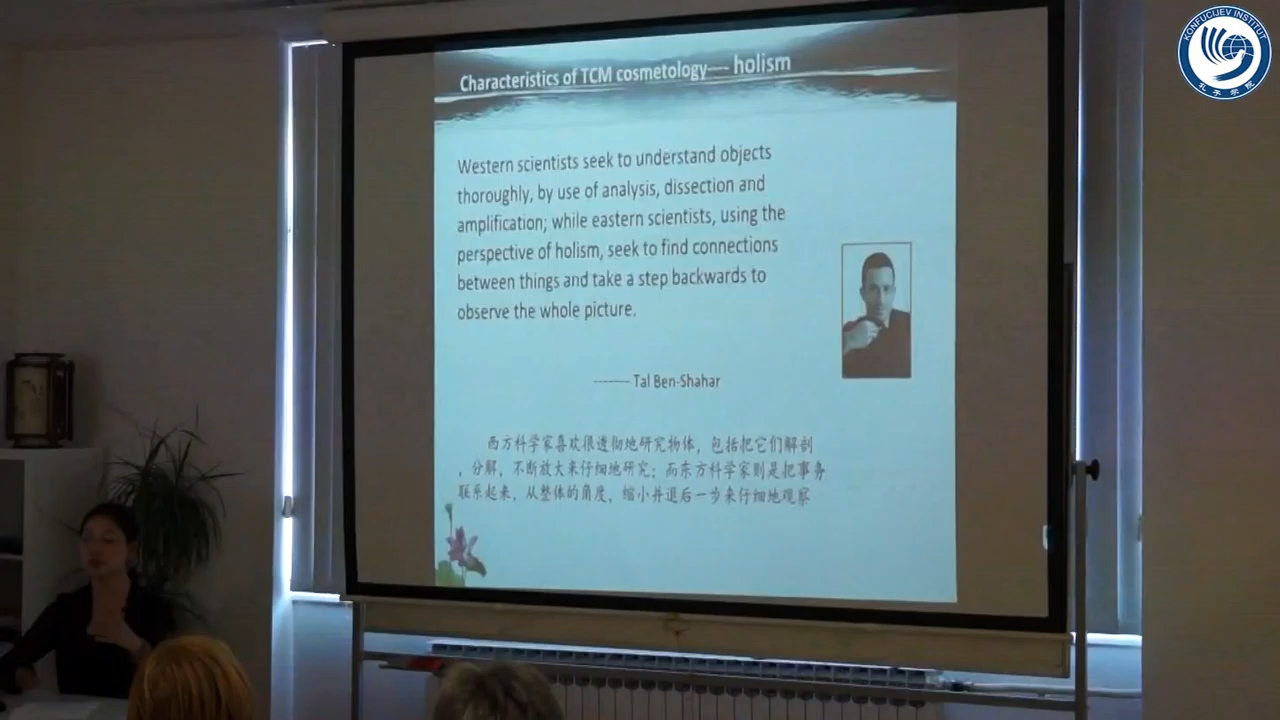 KONFUCIJEV INSTITUT
孔子学院
Characteristics of TCM cosmetology— holism
Western scientists seek to understand objects
thoroughly, by use of analysis, dissection and
amplification; while eastern scientists, using the
perspective of holism, seek to find connections
between things and take a step backwards to
observe the whole picture.
------- Tal Ben-Shahar
西方科学家喜欢很透彻地研究物体，包括把它们解剖
，分解，不断放大来仔细地研究；而东方科学家则是把事务
联系起来，从整体的角度，缩小并退后一步来仔细地观察